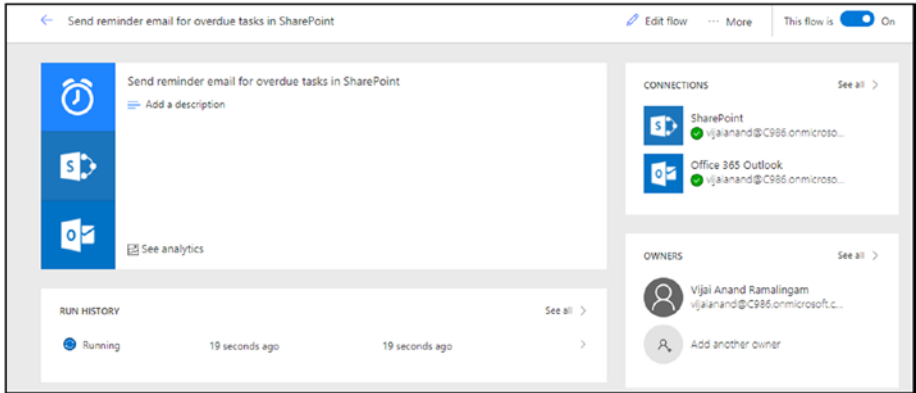 Send reminder email for overdue tasks in SharePoint
Edit flow
··· More
This flow is On
Send reminder email for overdue tasks in SharePoint
Add a description
See analytics
CONNECTIONS See all
SharePoint
vijaianand@C986.onmicroso...
Office 365 Outlook
vijaianand@C986.onmicroso...
OWNERS See all
Vijai Anand Ramalingam
vijaianand@C986.onmicrosoft.c...
Add another owner
RUN HISTORY See all
Running 19 seconds ago 19 seconds ago